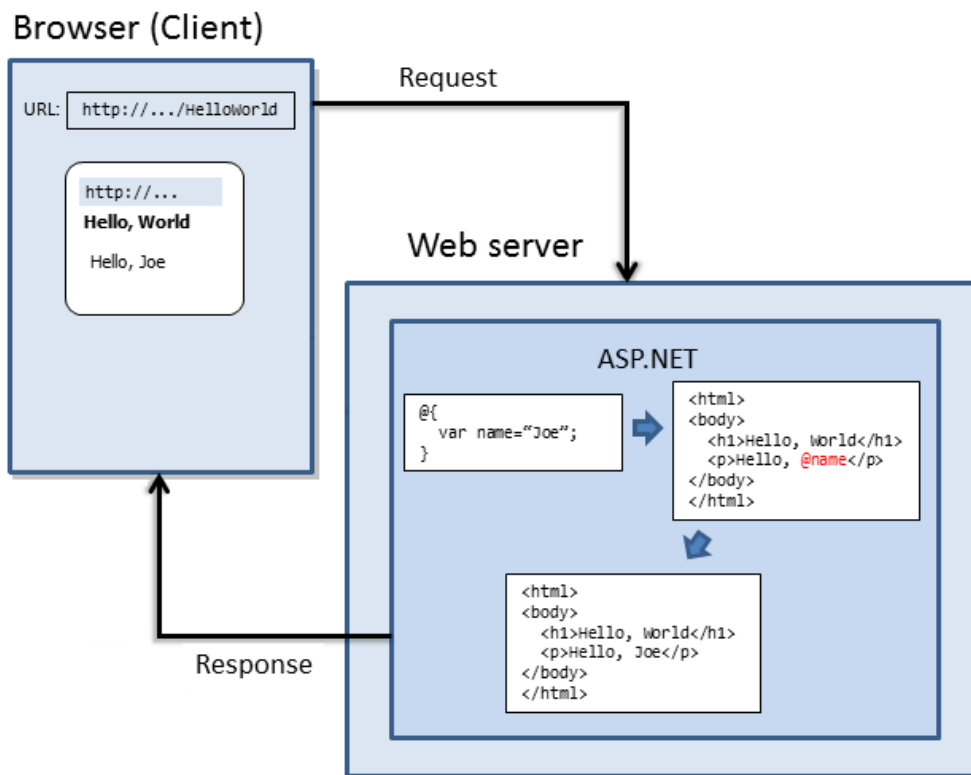 Browser (Client)
Request
URL: http://.../HelloWorld
http://...
Hello, World
Hello, Joe
Web server
ASP.NET
@{
var name=“Joe”;
}
<html>
<body>
<h1>Hello, World</h1>
<p>Hello, @name</p>
</body>
</html>
<html>
<body>
<h1>Hello, World</h1>
<p>Hello, Joe</p>
</body>
</html>
Response